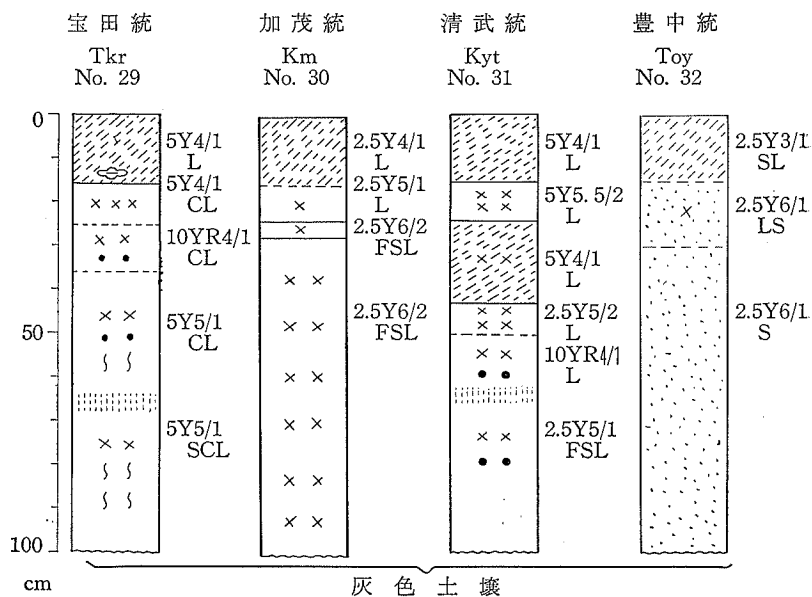 宝田統
Tkr
No. 29
加茂統
Km
No. 30
清武統
Kyt
No. 31
豊中統
Toy
No. 32
0
50
100
cm
5Y4/1
L
5Y4/1
CL
10YR4/1
CL
5Y5/1
CL
5Y5/1
SCL
2.5Y4/1
L
2.5Y5/1
L
2.5Y6/2
FSL
2.5Y6/2
FSL
5Y4/1
L
5Y5.5/2
L
5Y4/1
L
2.5Y5/2
L
10YR4/1
L
2.5Y5/1
FSL
2.5Y3/1
SL
2.5Y6/1
LS
2.5Y6/1
S
灰色土壌